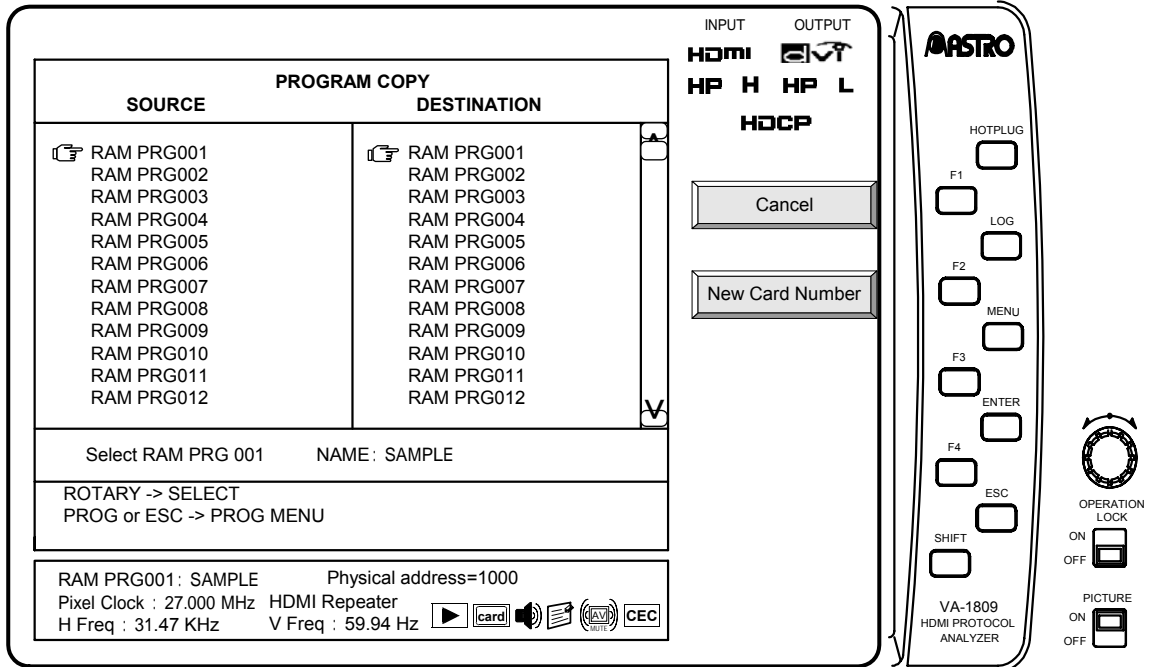 PROGRAM COPY
SOURCE DESTINATION
RAM PRG001 RAM PRG001
RAM PRG002 RAM PRG002
RAM PRG003 RAM PRG003
RAM PRG004 RAM PRG004
RAM PRG005 RAM PRG005
RAM PRG006 RAM PRG006
RAM PRG007 RAM PRG007
RAM PRG008 RAM PRG008
RAM PRG009 RAM PRG009
RAM PRG010 RAM PRG010
RAM PRG011 RAM PRG011
RAM PRG012 RAM PRG012
Select RAM PRG 001 NAME: SAMPLE
ROTARY -> SELECT
PROG or ESC -> PROG MENU
RAM PRG001: SAMPLE Physical address=1000
Pixel Clock : 27.000 MHz HDMI Repeater
H Freq : 31.47 KHz V Freq : 59.94 Hz
card
AV
MUTE
CEC
INPUT OUTPUT
HDMI
HP H HP L
HDCP
Cancel
New Card Number
ASTRO
HOTPLUG
F1
LOG
F2
MENU
F3
ENTER
F4
ESC
SHIFT
VA-1809
HDMI PROTOCOL
ANALYZER
OPERATION
LOCK
ON
OFF
PICTURE
ON
OFF